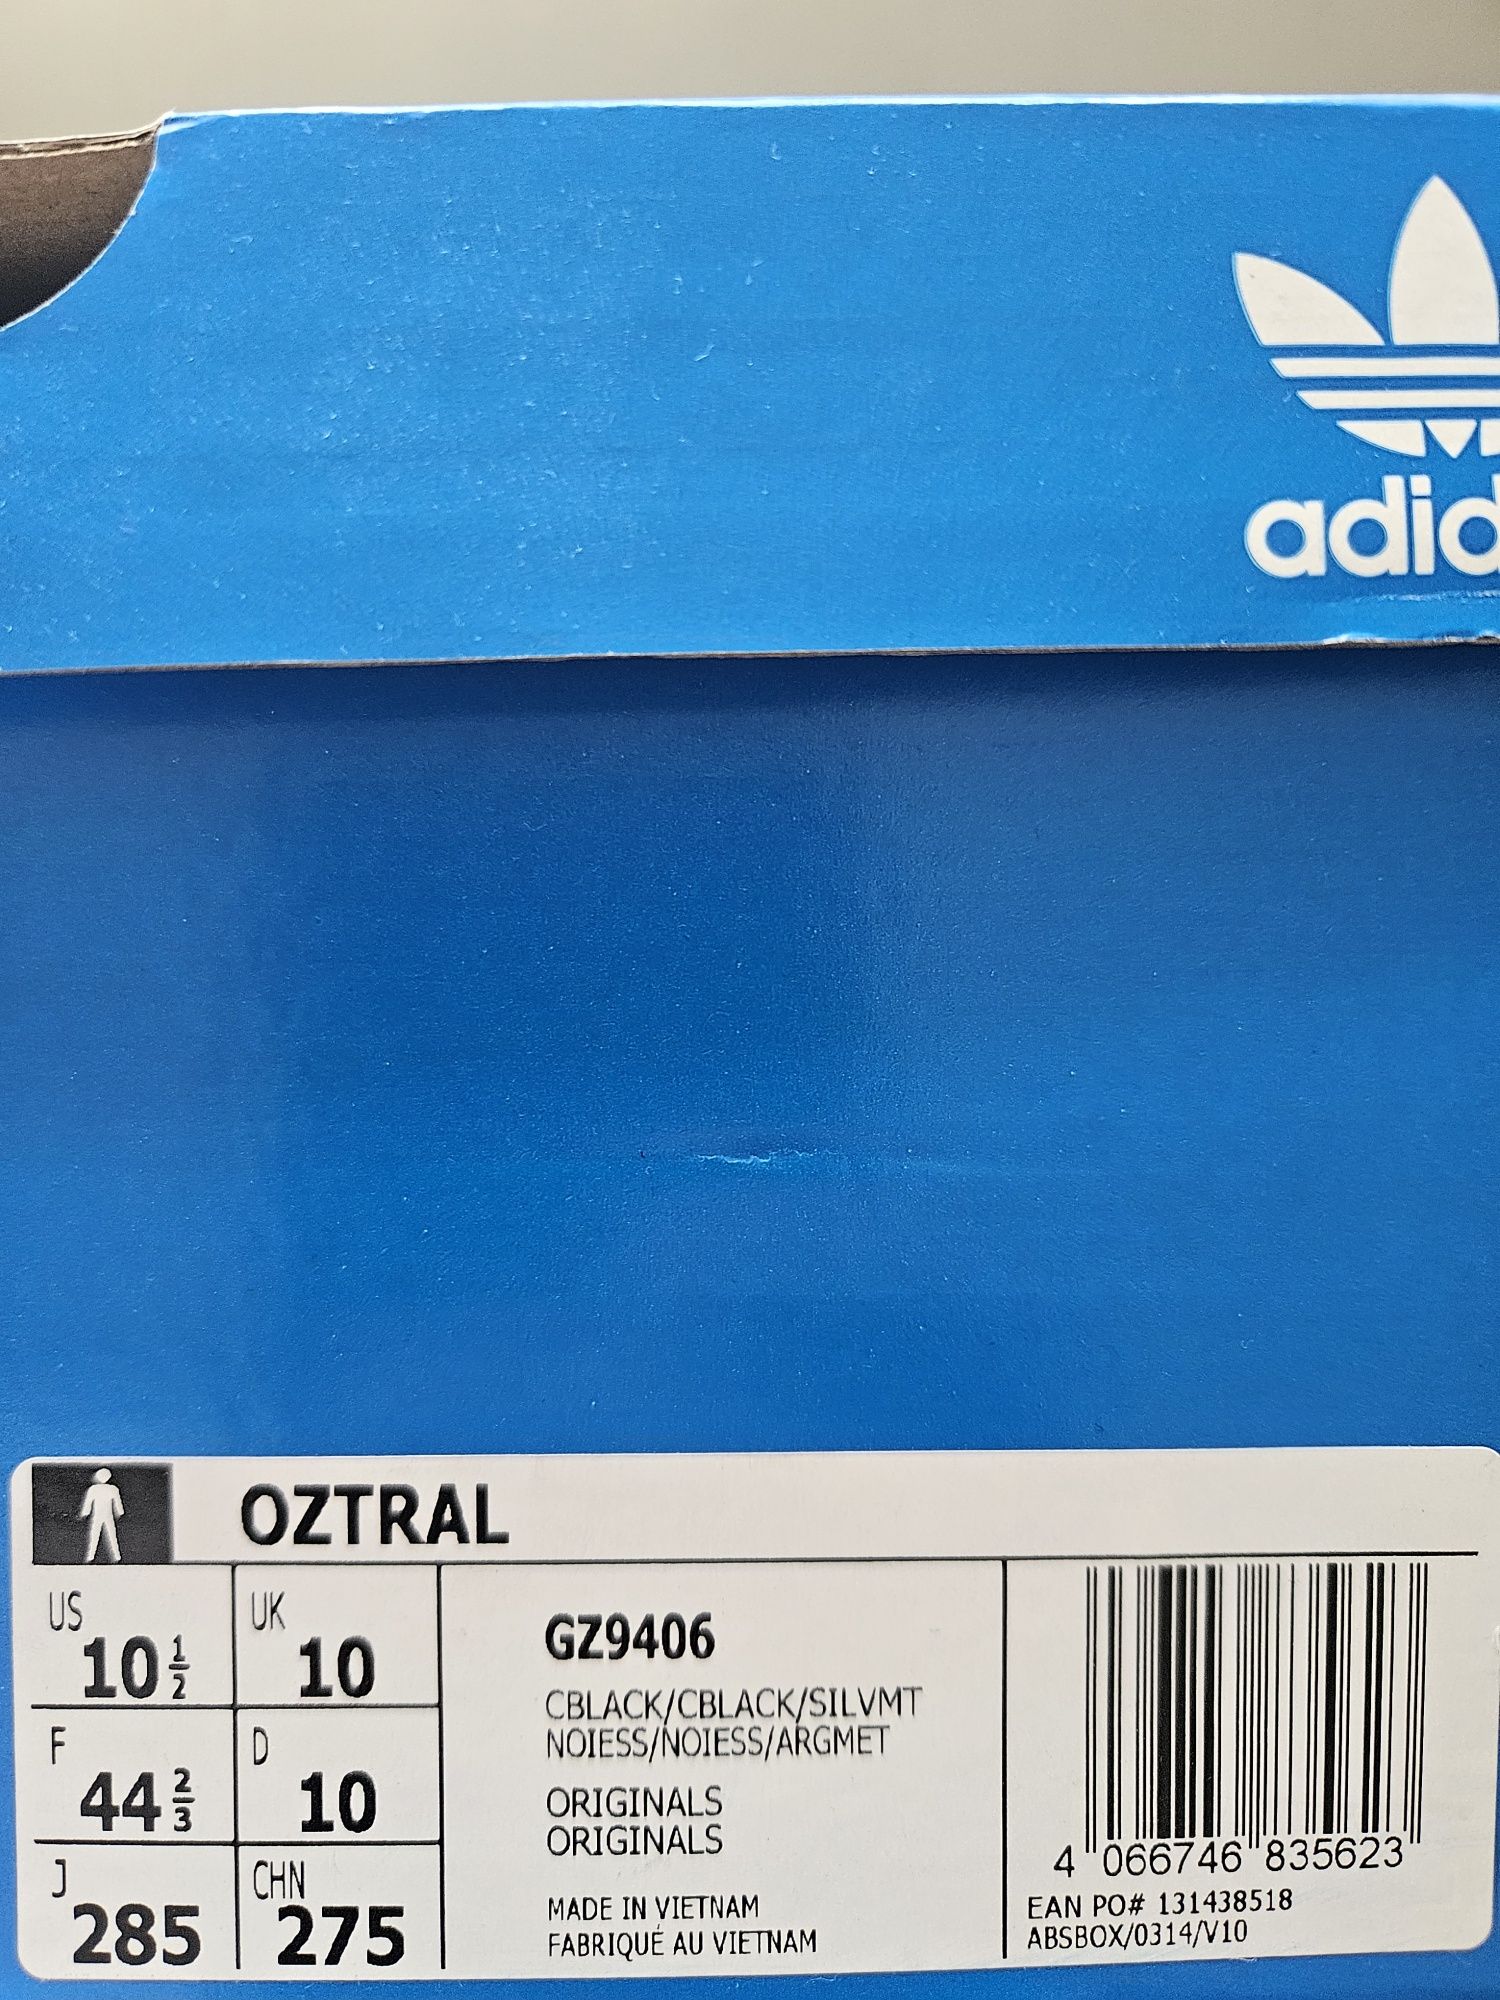 adid
OZTRAL
US 10 1/2
UK 10
F 44 2/3
D 10
J 285
CHN 275
GZ9406
CBLACK/CBLACK/SILVMT
NOIESS/NOIESS/ARGMET
ORIGINALS
ORIGINALS
MADE IN VIETNAM
FABRIQUÉ AU VIETNAM
4 066746 835623
EAN PO# 131438518
ABSBOX/0314/V10